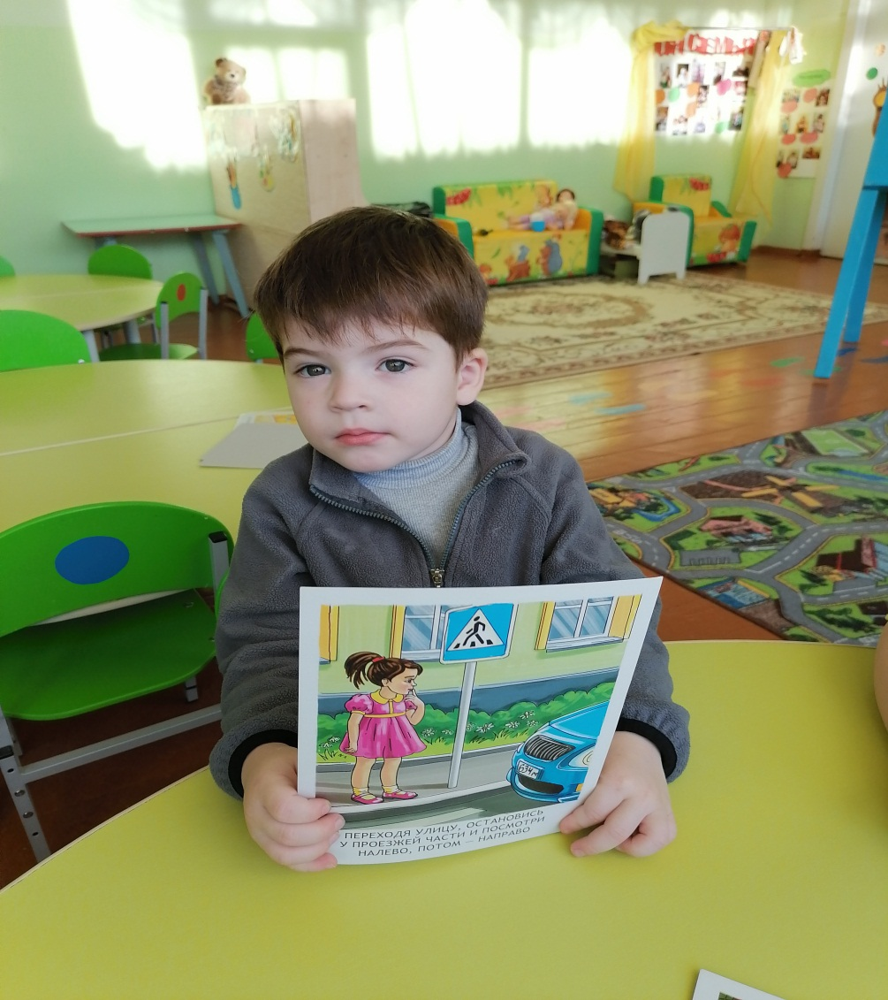 ПЕРЕХОДЯ УЛИЦУ, ОСТАНОВИСЬ
У ПРОЕЗЖЕЙ ЧАСТИ И ПОСМОТРИ
НАЛЕВО, ПОТОМ – НАПРАВО